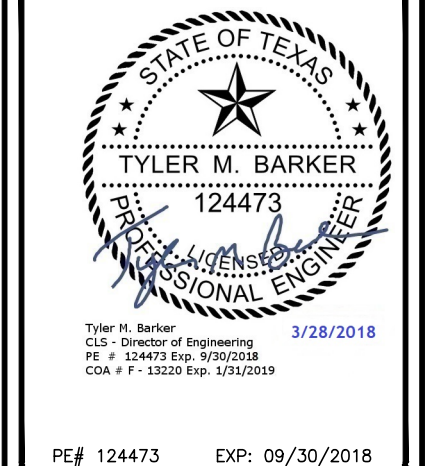 STATE OF TEXAS
TYLER M. BARKER
124473
LICENSED
PROFESSIONAL ENGINEER
Tyler M. Barker
3/28/2018
CLS - Director of Engineering
PE # 124473 Exp. 9/30/2018
COA # F - 13220 Exp. 1/31/2019
PE# 124473 EXP: 09/30/2018